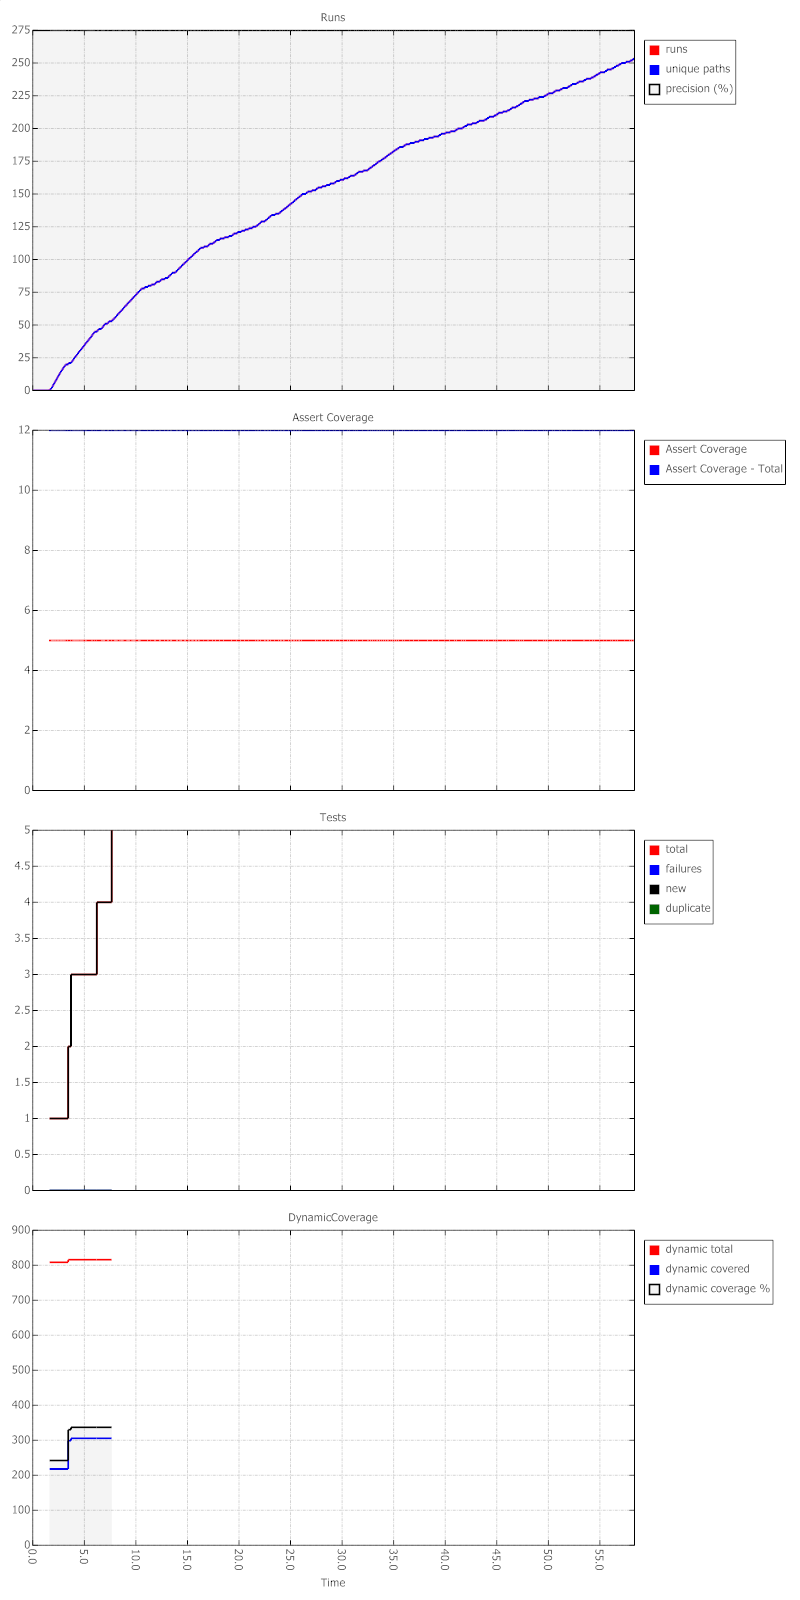 Runs
275
250
225
200
175
150
125
100
75
50
25
0
runs
unique paths
precision (%)
Assert Coverage
12
10
8
6
4
2
0
Assert Coverage
Assert Coverage - Total
Tests
5
4.5
4
3.5
3
2.5
2
1.5
1
0.5
0
total
failures
new
duplicate
DynamicCoverage
900
800
700
600
500
400
300
200
100
0
dynamic total
dynamic covered
dynamic coverage %
0.0 5.0 10.0 15.0 20.0 25.0 30.0 35.0 40.0 45.0 50.0 55.0
Time